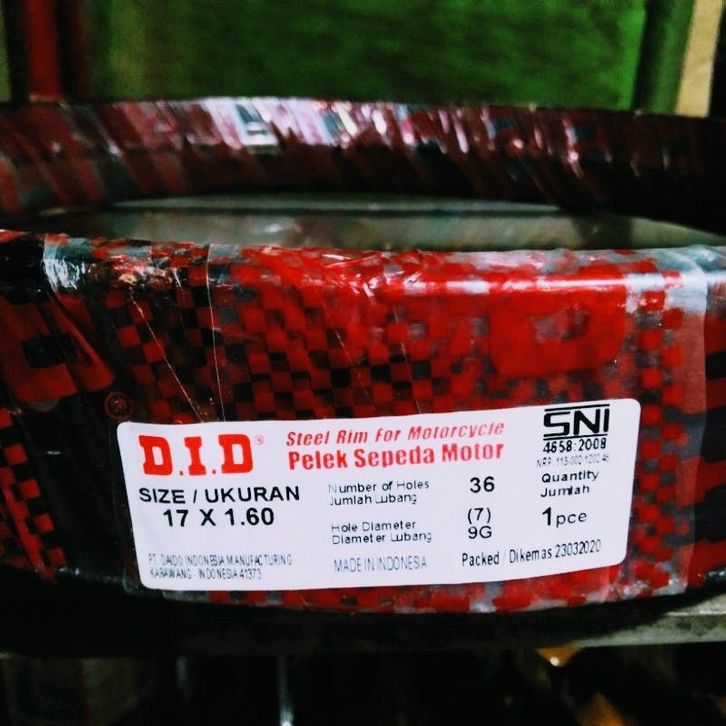 D.I.D®
Steel Rim For Motorcycle
Pelek Sepeda Motor
SNI
4658:2008
SIZE / UKURAN
17 X 1.60
Number of Holes
Jumlah Lubang
36
Hole Diameter
Diameter Lubang
(7)
9G
Quantity
Jumlah
1 pce
PT. DAIDO INDONESIA MANUFACTURING
KARAWANG - INDONESIA 41373
MADE IN INDONESIA
Packed / Dikemas 23032020